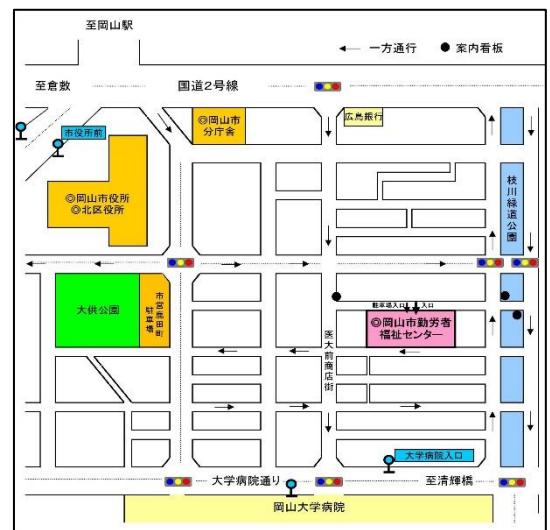 至岡山駅
← 一方通行 ● 案内看板
至倉敷
国道2号線
市役所前
◎岡山市
分庁舎
広島銀行
◎岡山市役所
◎北区役所
枝川緑道公園
大供公園
市営鹿田町
駐車場
駐車場入口
入口
◎岡山市勤労者
福祉センター
医大前商店街
大学病院入口
大学病院通り
至清輝橋
岡山大学病院